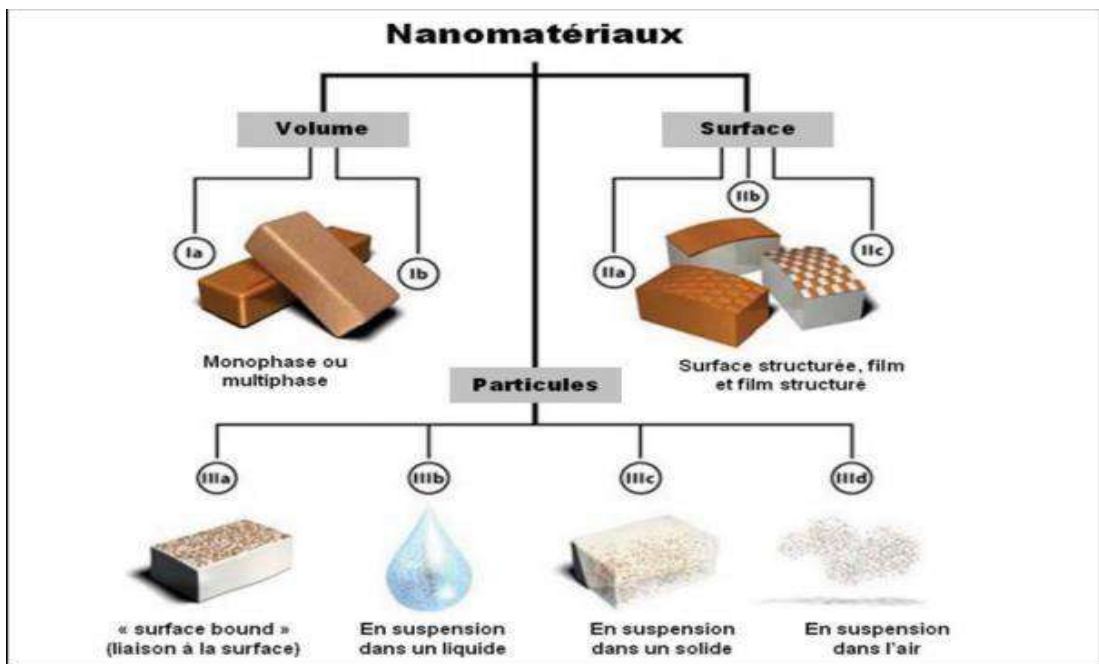 Nanomatériaux
Volume
Surface
Ia
Ib
IIa
IIb
IIc
Monophase ou
multiphase
Surface structurée, film
et film structuré
Particules
IIIa
IIIb
IIIc
IIId
« surface bound »
(liaison à la surface)
En suspension
dans un liquide
En suspension
dans un solide
En suspension
dans l'air